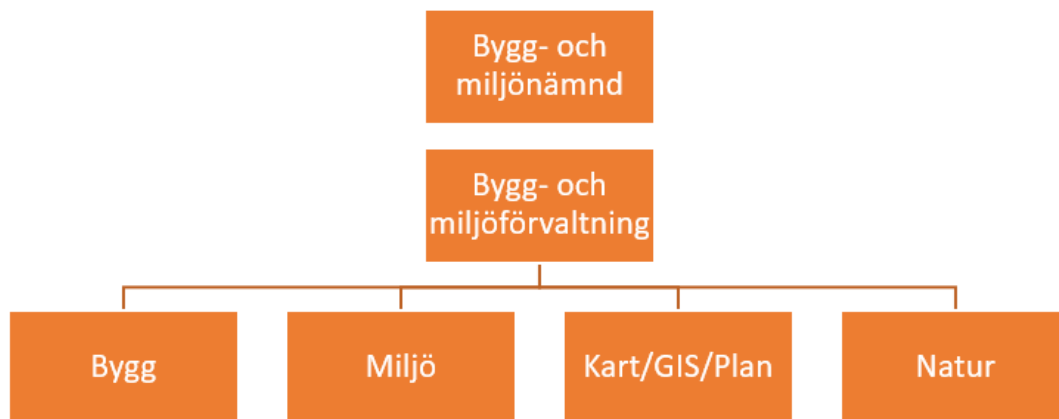 Bygg- och
miljönämnd
Bygg- och
miljöförvaltning
Bygg
Miljö
Kart/GIS/Plan
Natur